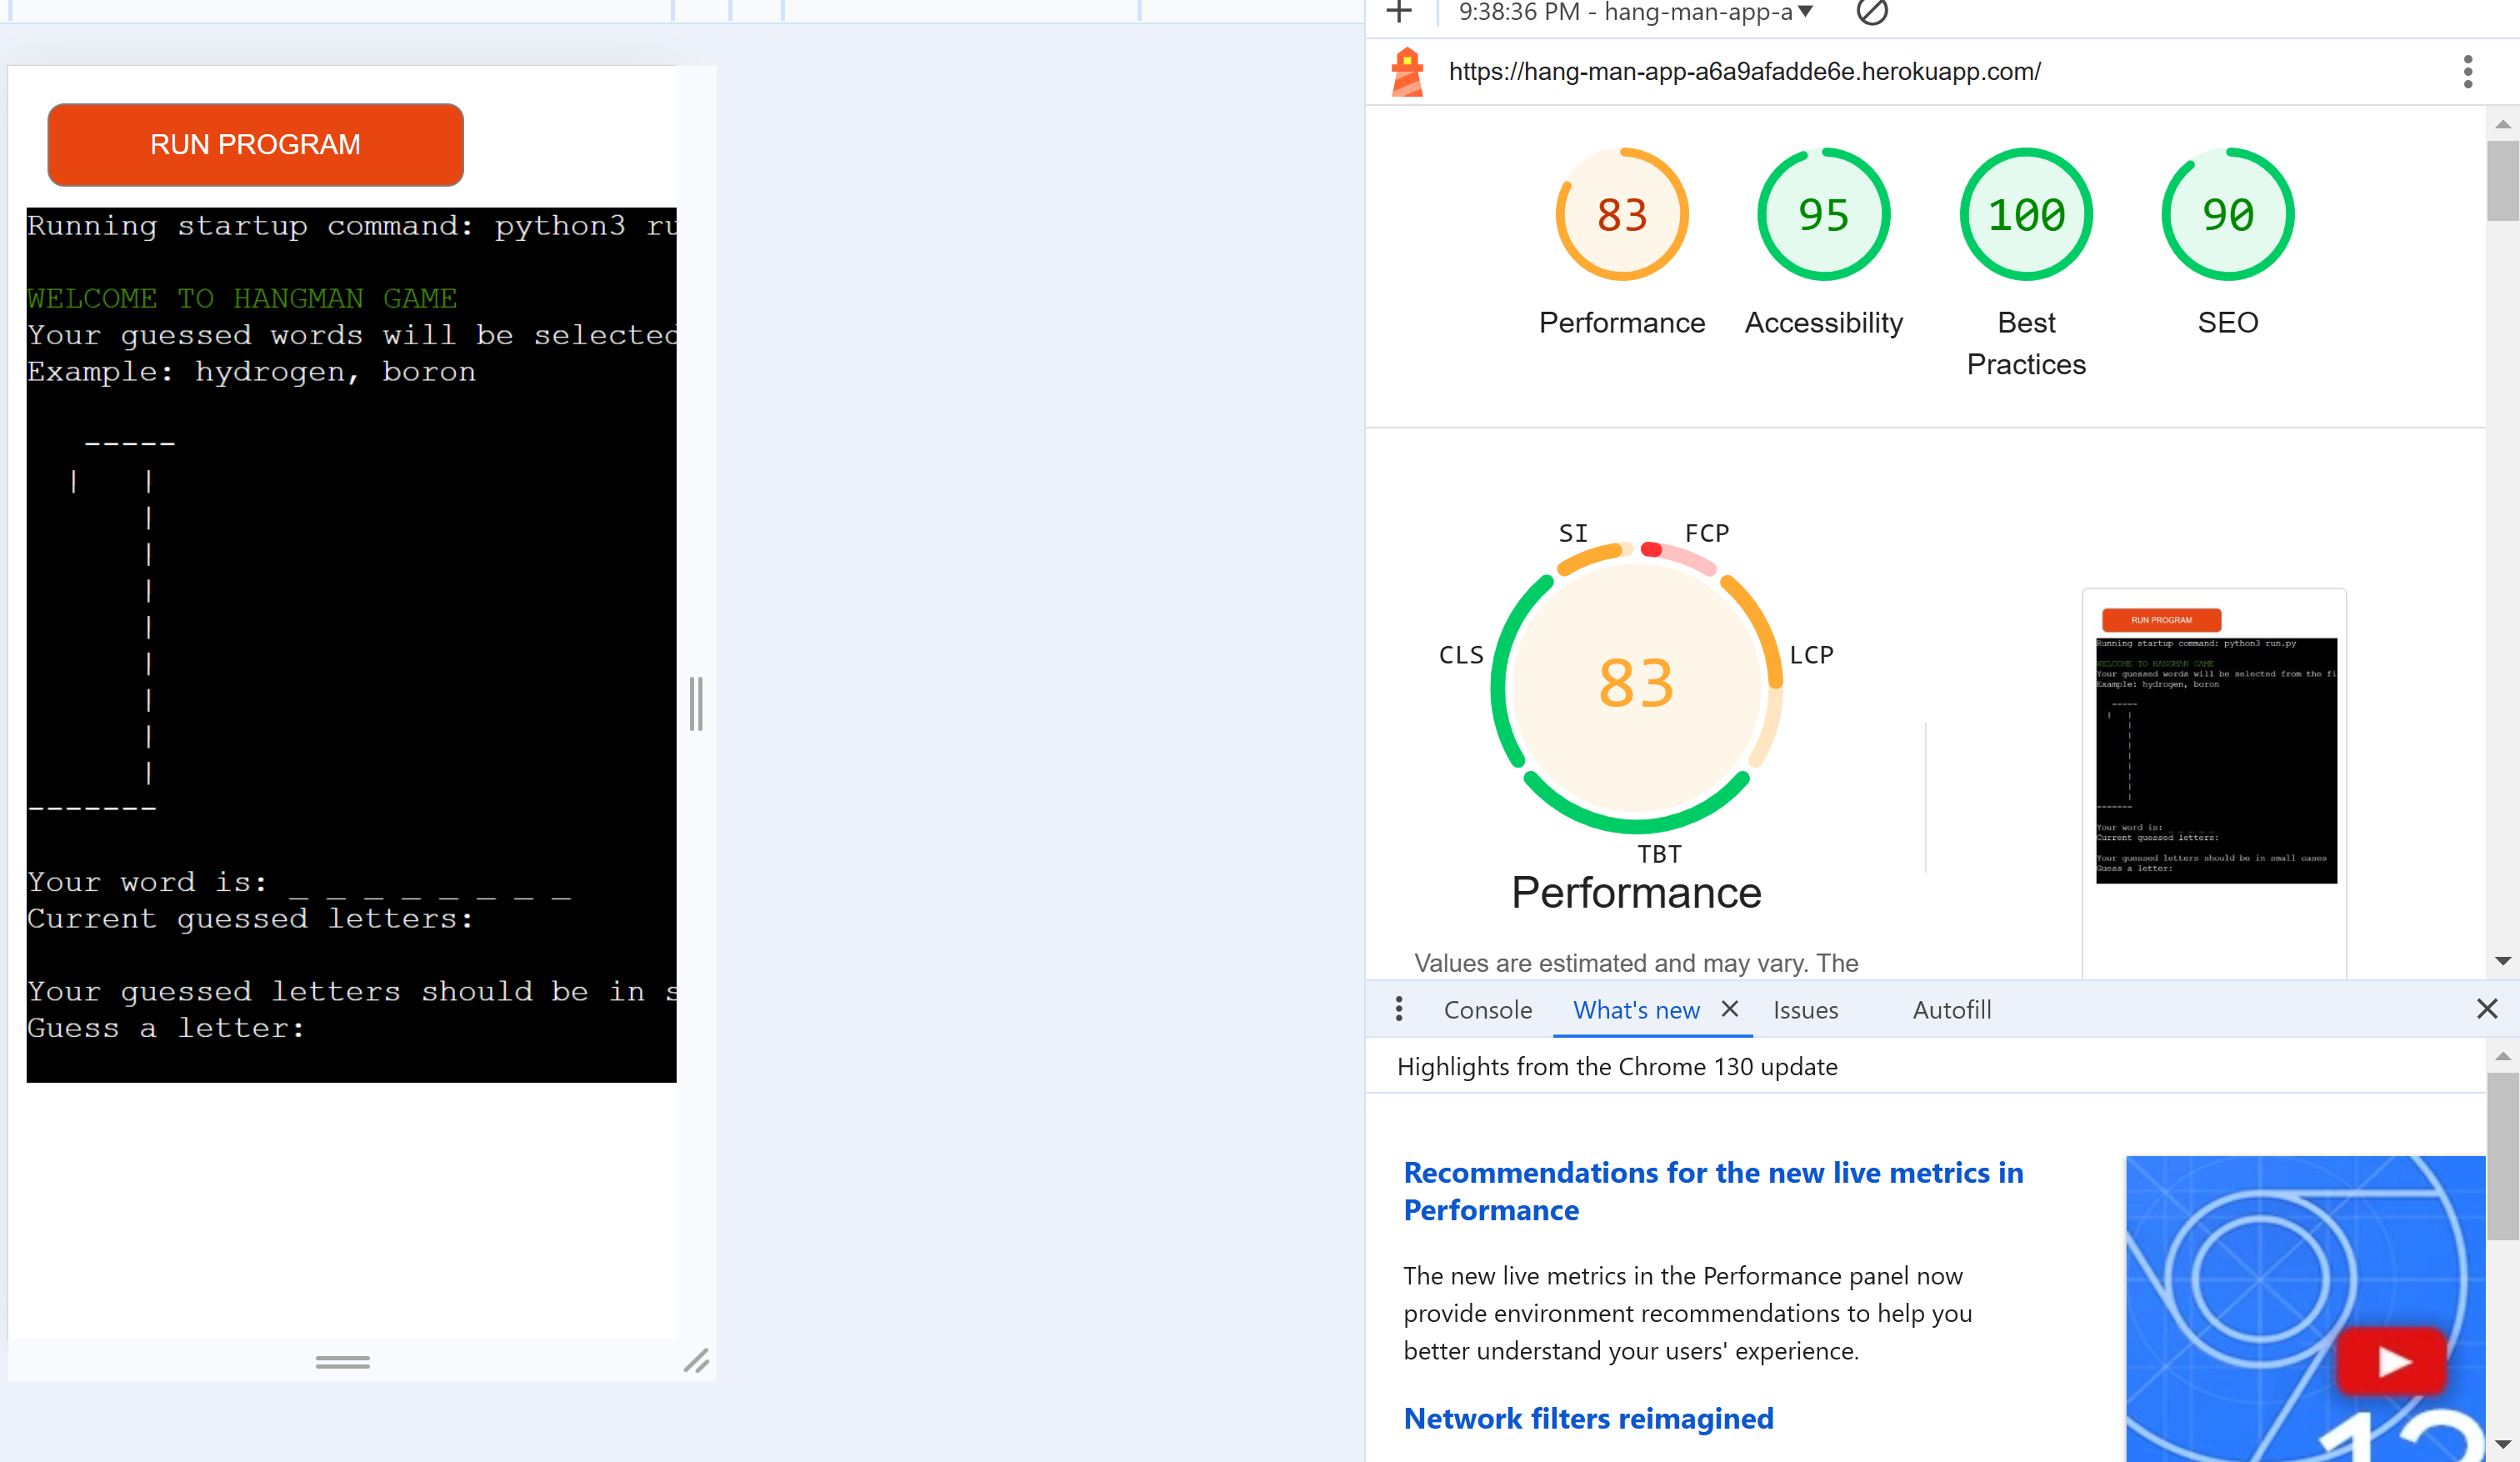 RUN PROGRAM
Running startup command: python3 ru
WELCOME TO HANGMAN GAME
Your guessed words will be selected
Example: hydrogen, boron
-----
|   |
|
|
|
|
|
|
|
|
-------
Your word is: _ _ _ _ _ _ _ _
Current guessed letters:
Your guessed letters should be in s
Guess a letter:
9:38:36 PM - hang-man-app-a
https://hang-man-app-a6a9afadde6e.herokuapp.com/
83
95
100
90
Performance
Accessibility
Best
Practices
SEO
SI
FCP
CLS
LCP
83
TBT
Performance
Values are estimated and may vary. The
RUN PROGRAM
Running startup command: python3 run.py
WELCOME TO HANGMAN GAME
Your guessed words will be selected from the fi
Example: hydrogen, boron
-----
|   |
|
|
|
|
|
|
|
|
-------
Your word is: _ _ _ _ _
Current guessed letters:
Your guessed letters should be in small cases
Guess a letter:
Console
What's new
Issues
Autofill
Highlights from the Chrome 130 update
Recommendations for the new live metrics in
Performance
The new live metrics in the Performance panel now
provide environment recommendations to help you
better understand your users' experience.
Network filters reimagined